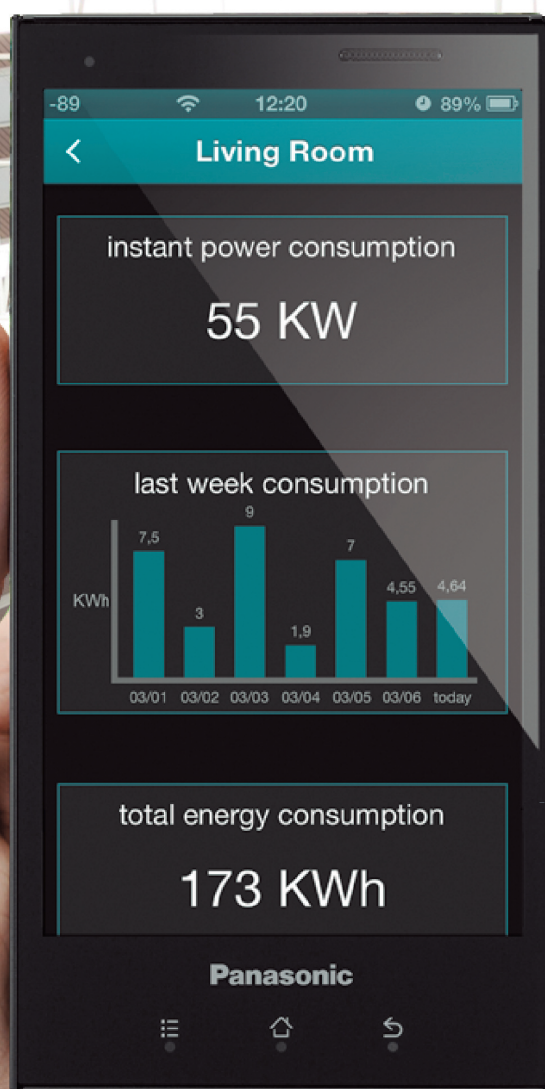 -89 12:20 89%
Living Room
instant power consumption
55 KW
last week consumption
KWh
7,5 3 9 1,9 7 4,55 4,64
03/01 03/02 03/03 03/04 03/05 03/06 today
total energy consumption
173 KWh
Panasonic